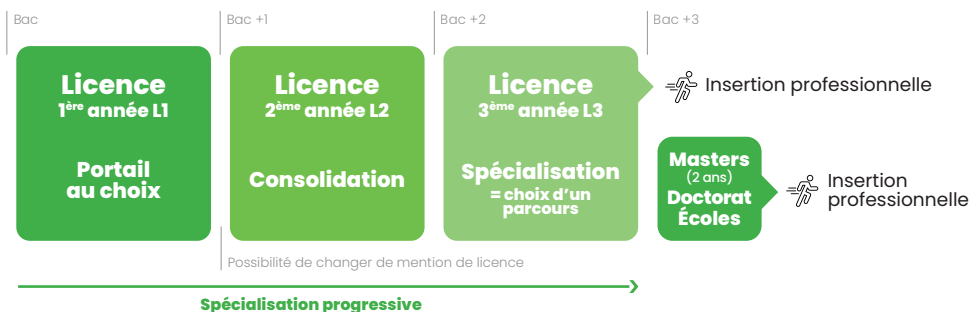 Bac
Bac +1
Bac +2
Bac +3
Licence
1ère année L1
Portail
au choix
Licence
2ème année L2
Consolidation
Licence
3ème année L3
Spécialisation
= choix d'un
parcours
Insertion professionnelle
Masters
(2 ans)
Doctorat
Écoles
Insertion
professionnelle
Possibilité de changer de mention de licence
Spécialisation progressive